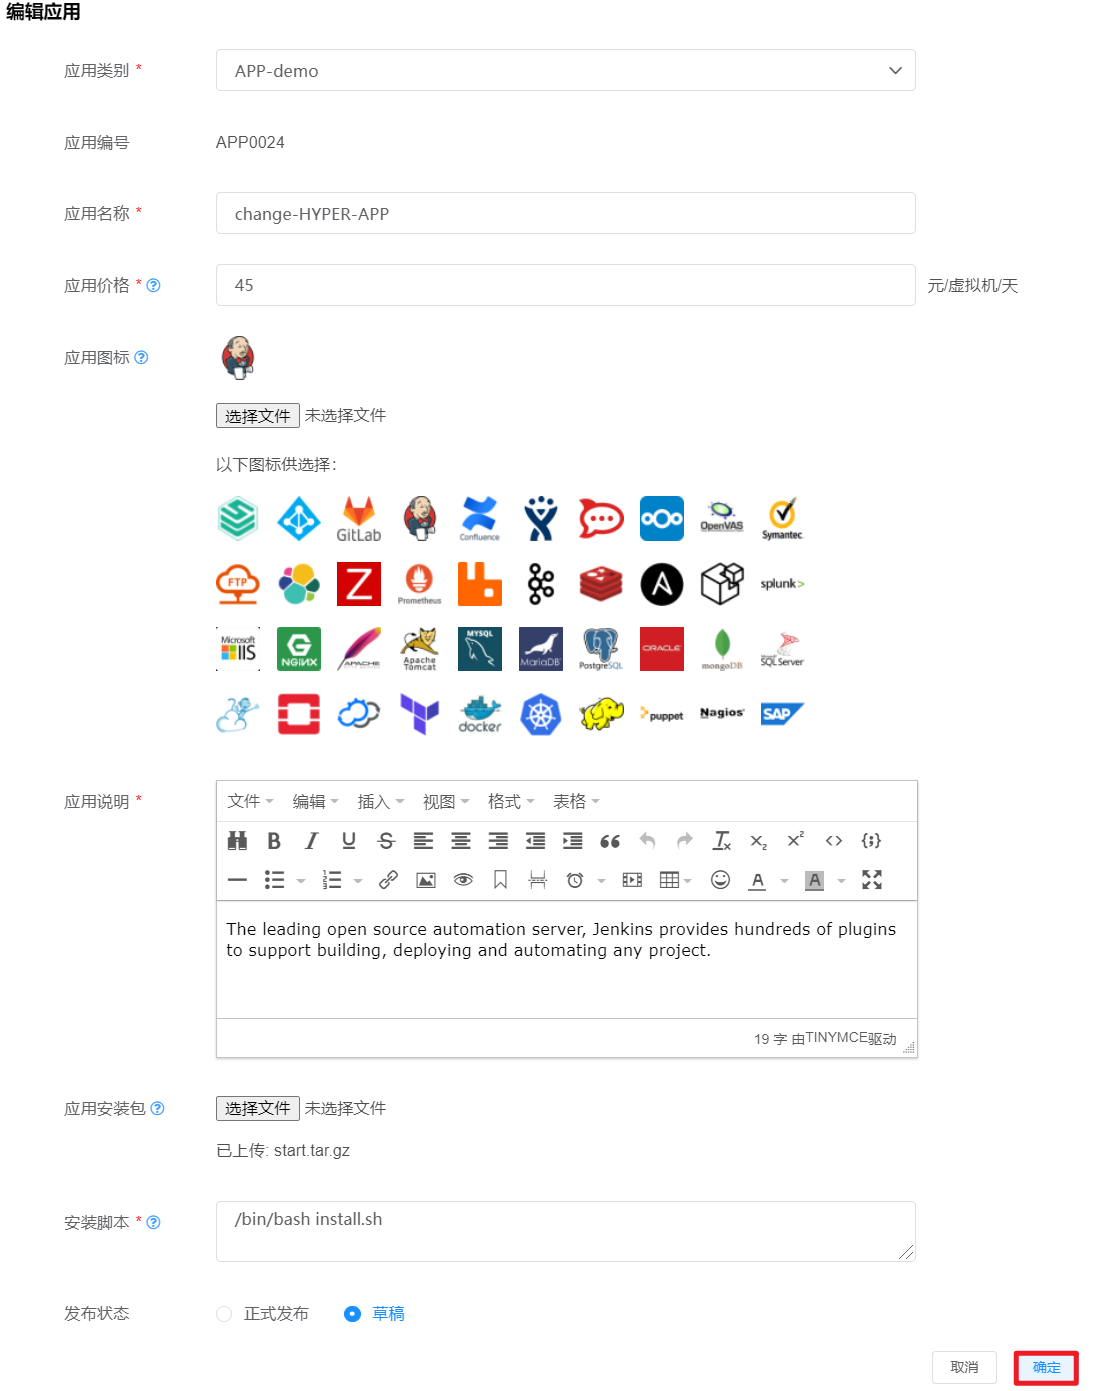 编辑应用
应用类别 * APP-demo
应用编号 APP0024
应用名称 * change-HYPER-APP
应用价格 * 45 元/虚拟机/天
应用图标
选择文件 未选择文件
以下图标供选择：
GitLab Confluence OpenVAS Symantec.
FTP Z Prometheus A splunk>
Microsoft IIS G NGINX APACHE Apache Tomcat MYSQL MariaDB PostgreSQL ORACLE mongoDB Microsoft SQL Server
docker puppet Nagios SAP
应用说明 * 文件 编辑 插入 视图 格式 表格
The leading open source automation server, Jenkins provides hundreds of plugins
to support building, deploying and automating any project.
19 字 由TINYMCE驱动
应用安装包 选择文件 未选择文件
已上传: start.tar.gz
安装脚本 * /bin/bash install.sh
发布状态 正式发布 草稿
取消 确定